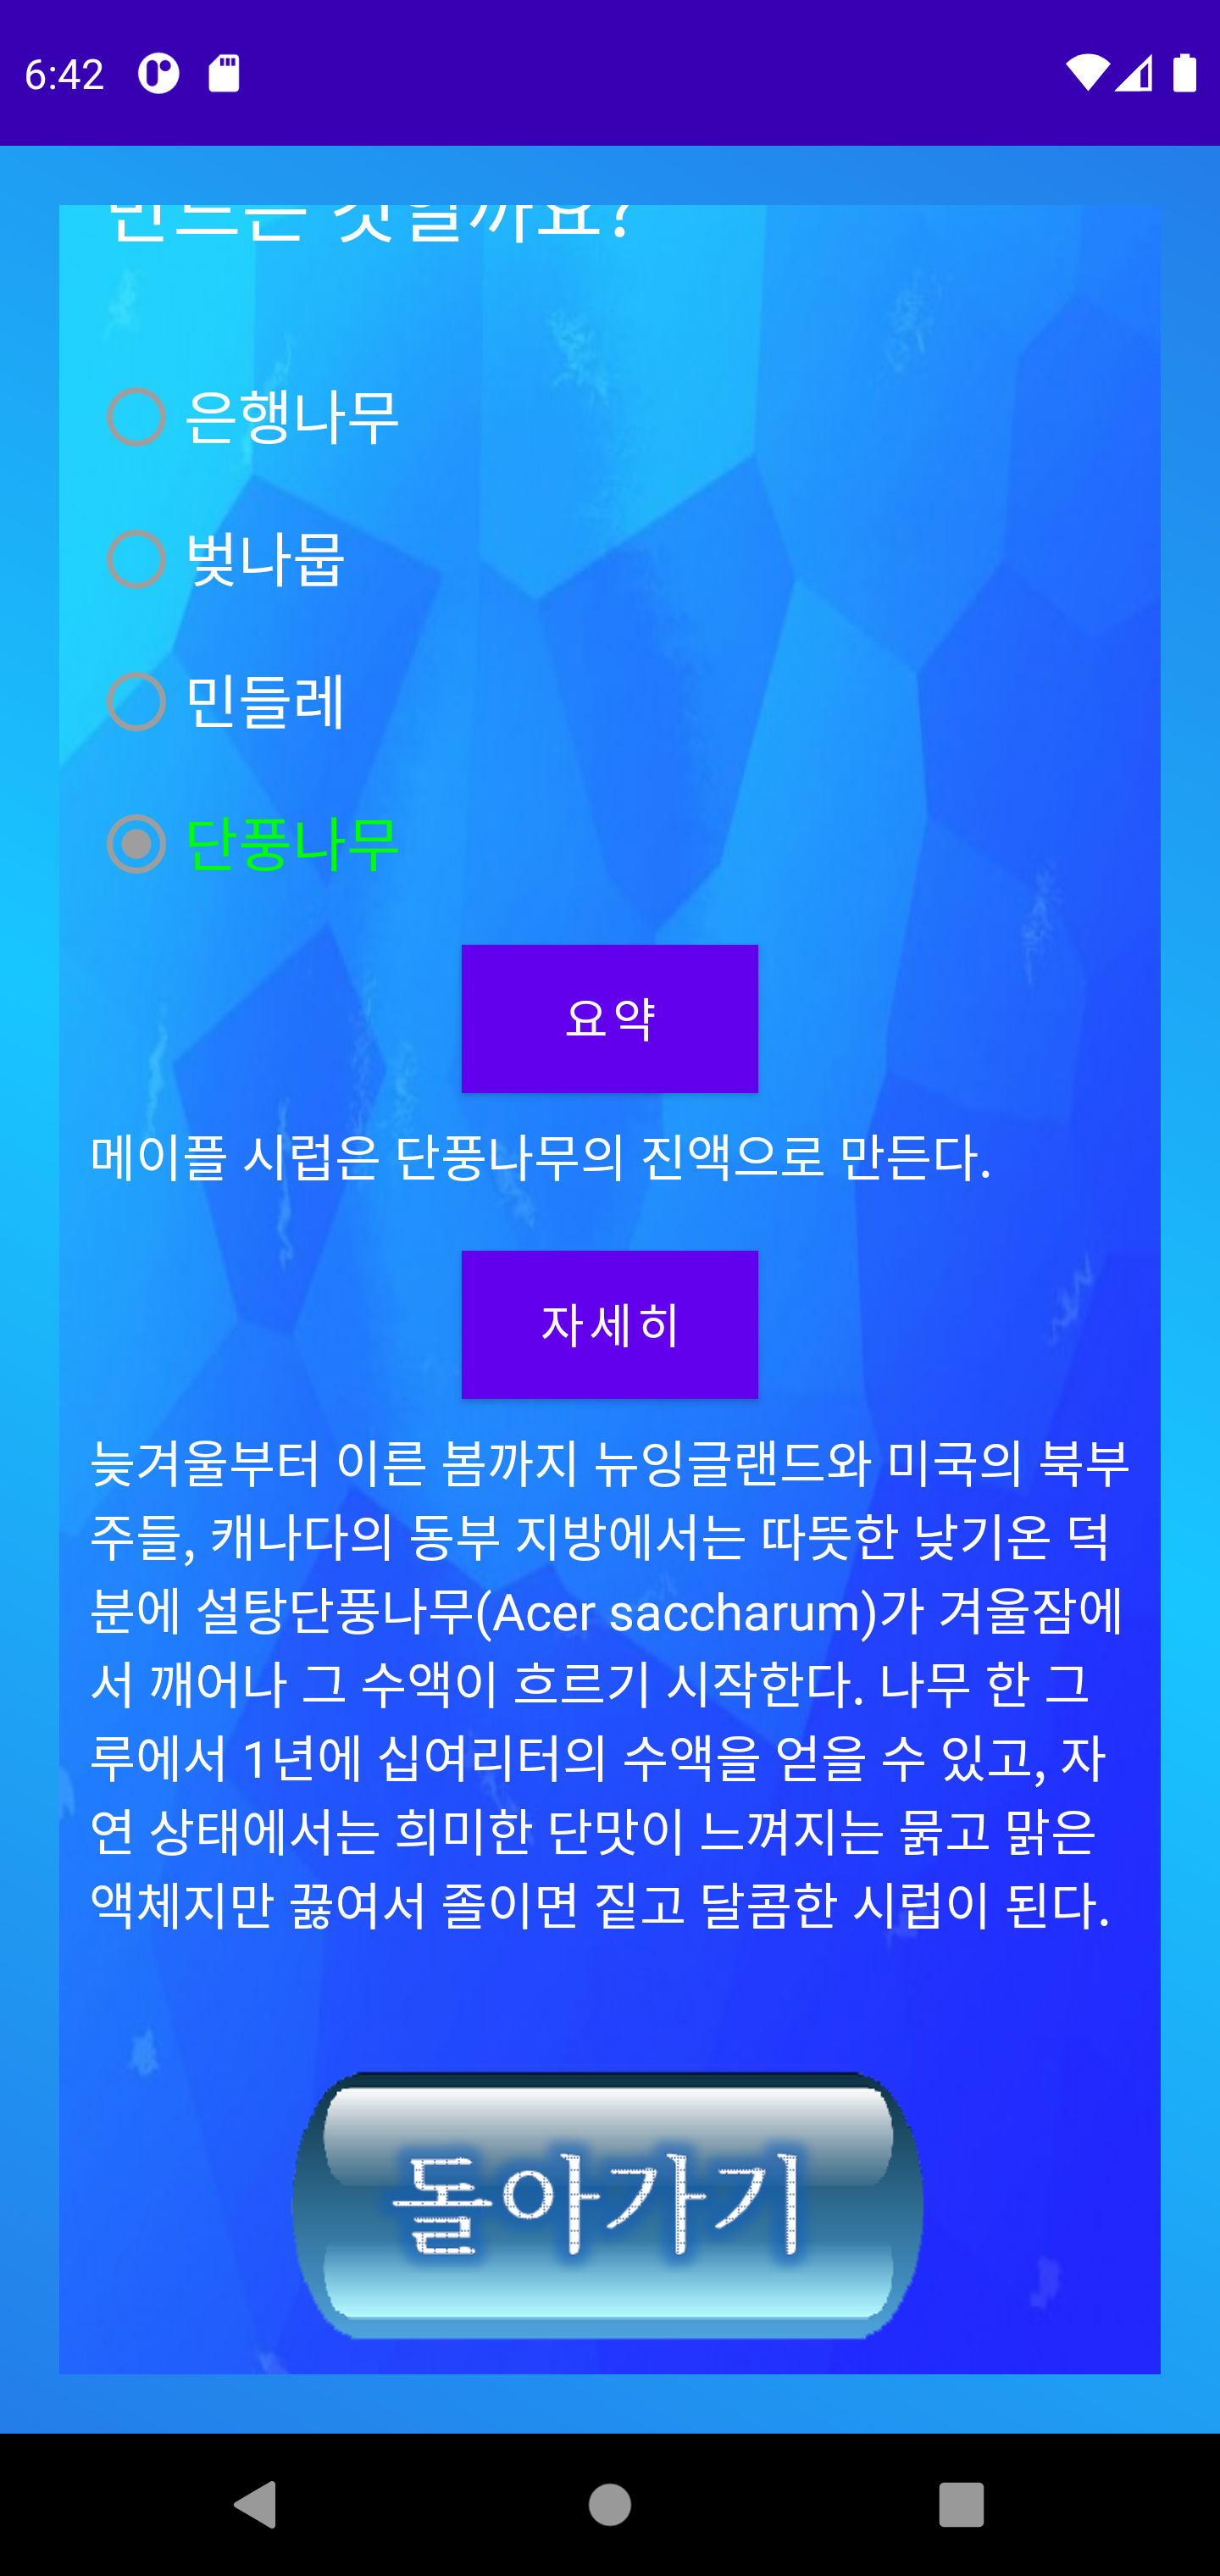 6:42
만드는 것일까요?
은행나무
벚나뭅
민들레
단풍나무
요약
메이플 시럽은 단풍나무의 진액으로 만든다.
자세히
늦겨울부터 이른 봄까지 뉴잉글랜드와 미국의 북부
주들, 캐나다의 동부 지방에서는 따뜻한 낮기온 덕
분에 설탕단풍나무(Acer saccharum)가 겨울잠에
서 깨어나 그 수액이 흐르기 시작한다. 나무 한 그
루에서 1년에 십여리터의 수액을 얻을 수 있고, 자
연 상태에서는 희미한 단맛이 느껴지는 묽고 맑은
액체지만 끓여서 졸이면 짙고 달콤한 시럽이 된다.
돌아가기